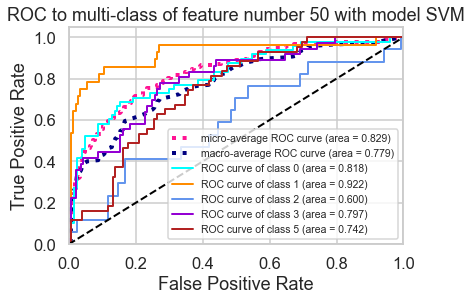 ROC to multi-class of feature number 50 with model SVM
1.0
0.8
0.6
0.4
0.2
0.0
True Positive Rate
micro-average ROC curve (area = 0.829)
macro-average ROC curve (area = 0.779)
ROC curve of class 0 (area = 0.818)
ROC curve of class 1 (area = 0.922)
ROC curve of class 2 (area = 0.600)
ROC curve of class 3 (area = 0.797)
ROC curve of class 5 (area = 0.742)
0.0 0.2 0.4 0.6 0.8 1.0
False Positive Rate